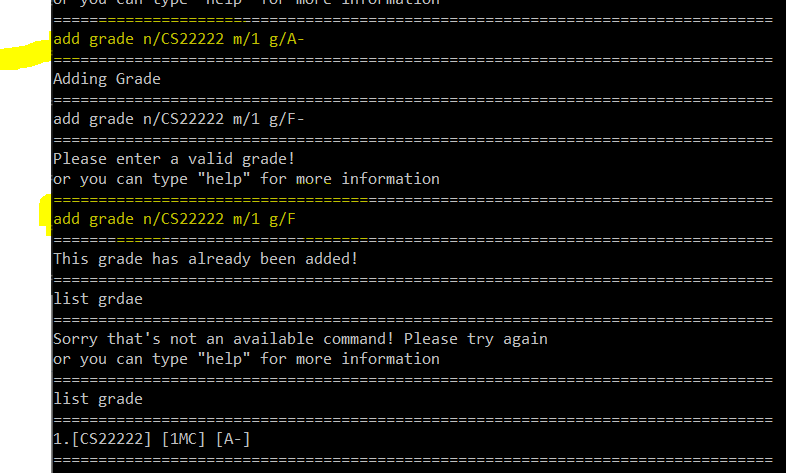 or you can type "help" for more information
================================================================================
add grade n/CS22222 m/1 g/A-
================================================================================
Adding Grade
================================================================================
add grade n/CS22222 m/1 g/F-
================================================================================
Please enter a valid grade!
or you can type "help" for more information
================================================================================
add grade n/CS22222 m/1 g/F
================================================================================
This grade has already been added!
================================================================================
list grdae
================================================================================
Sorry that's not an available command! Please try again
or you can type "help" for more information
================================================================================
list grade
================================================================================
1.[CS22222] [1MC] [A-]
================================================================================